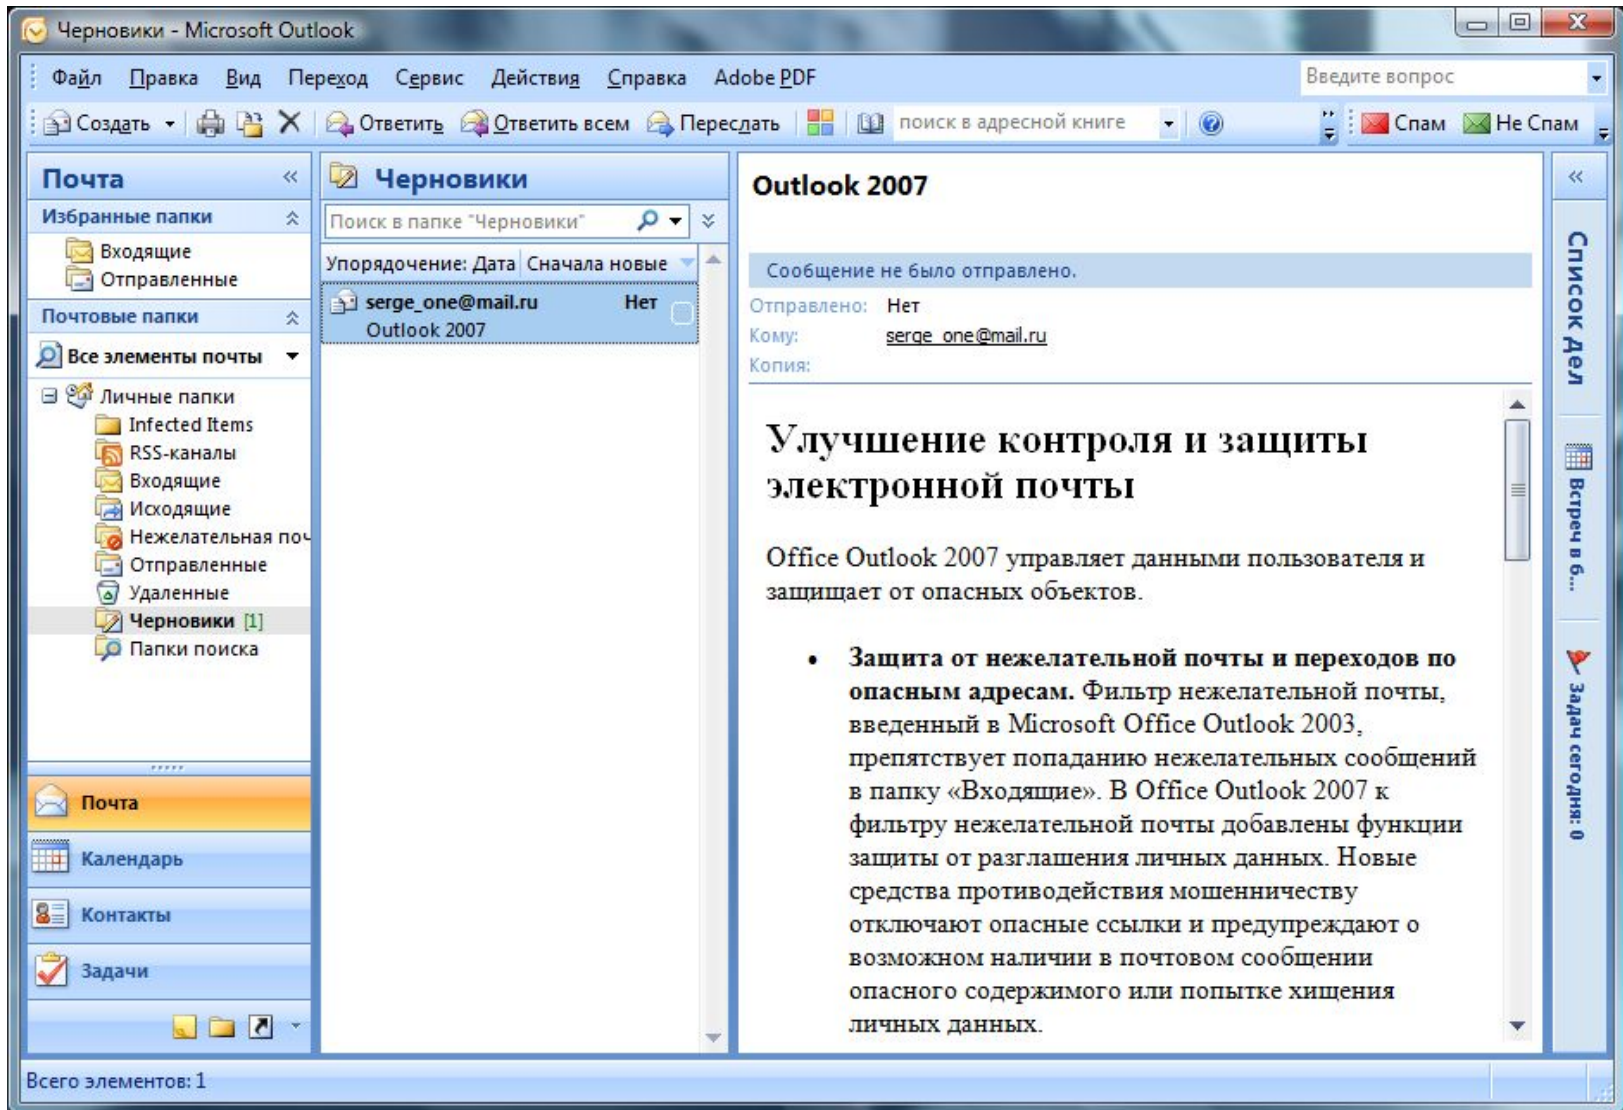 Черновики - Microsoft Outlook
Файл Правка Вид Переход Сервис Действия Справка Adobe PDF Введите вопрос
Создать Ответить Ответить всем Переслать поиск в адресной книге Спам Не Спам
Почта
Избранные папки
Входящие
Отправленные
Почтовые папки
Все элементы почты
Личные папки
Infected Items
RSS-каналы
Входящие
Исходящие
Нежелательная поч
Отправленные
Удаленные
Черновики [1]
Папки поиска
Почта
Календарь
Контакты
Задачи
Черновики
Поиск в папке "Черновики"
Упорядочение: Дата Сначала новые
serge_one@mail.ru Нет
Outlook 2007
Outlook 2007
Сообщение не было отправлено.
Отправлено: Нет
Кому: serge_one@mail.ru
Копия:
Улучшение контроля и защиты
электронной почты
Office Outlook 2007 управляет данными пользователя и
защищает от опасных объектов.
• Защита от нежелательной почты и переходов по
опасным адресам. Фильтр нежелательной почты,
введенный в Microsoft Office Outlook 2003,
препятствует попаданию нежелательных сообщений
в папку «Входящие». В Office Outlook 2007 к
фильтру нежелательной почты добавлены функции
защиты от разглашения личных данных. Новые
средства противодействия мошенничеству
отключают опасные ссылки и предупреждают о
возможном наличии в почтовом сообщении
опасного содержимого или попытке хищения
личных данных.
Список дел
Встреч в б...
Задач сегодня: 0
Всего элементов: 1